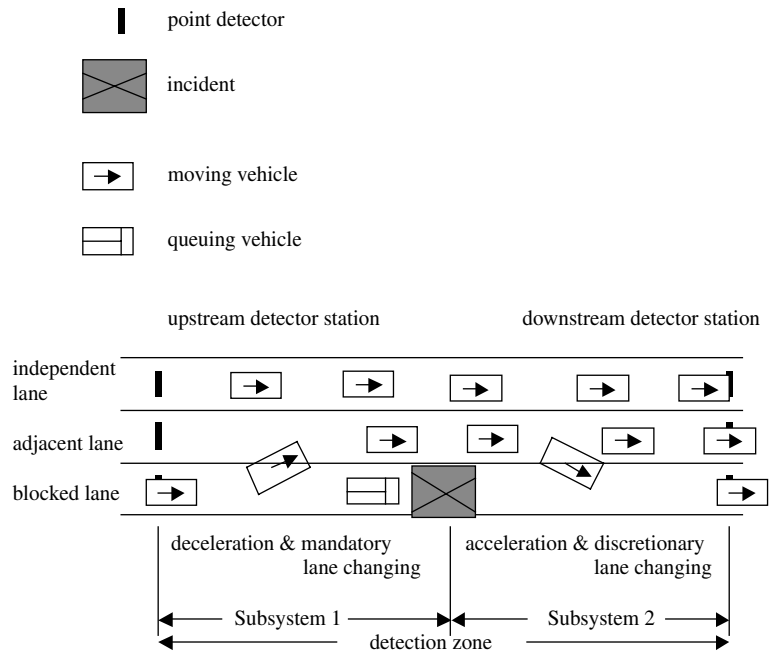 point detector
incident
moving vehicle
queuing vehicle
upstream detector station
downstream detector station
independent
lane
adjacent lane
blocked lane
deceleration & mandatory
lane changing
acceleration & discretionary
lane changing
Subsystem 1
Subsystem 2
detection zone